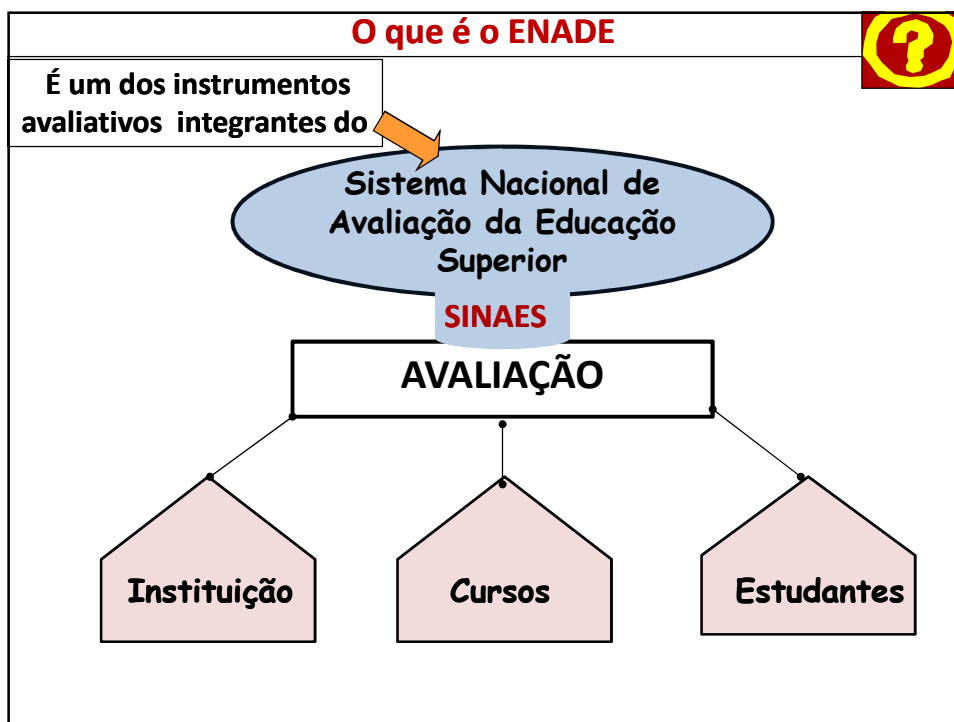 O que é o ENADE
?
É um dos instrumentos
avaliativos integrantes do
Sistema Nacional de
Avaliação da Educação
Superior
SINAES
AVALIAÇÃO
Instituição
Cursos
Estudantes